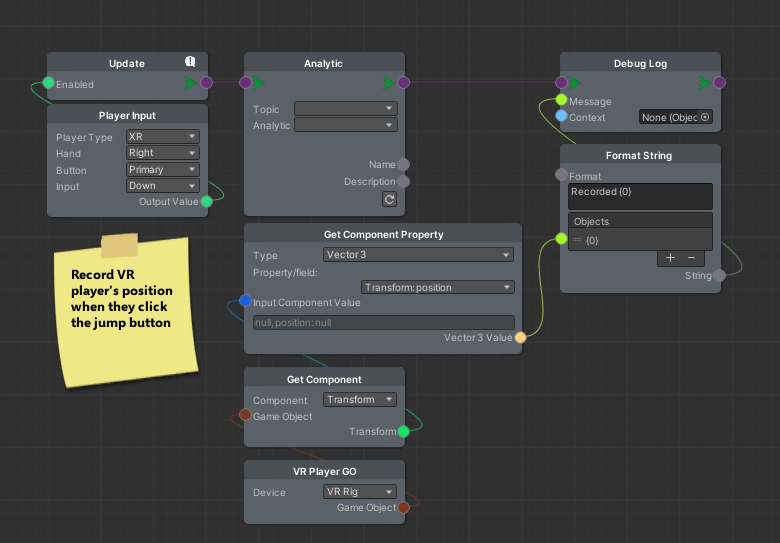 Update
Enabled
Player Input
Player Type XR
Hand Right
Button Primary
Input Down
Output Value
Record VR
player's position
when they click
the jump button
Analytic
Topic
Analytic
Name
Description
Get Component Property
Type Vector 3
Property/field:
Transform:position
Input Component Value
null,position: null
Vector 3 Value
Get Component
Component Transform
Game Object
Transform
VR Player GO
Device VR Rig
Game Object
Debug Log
Message
Context None (Objec
Format String
Format
Recorded {0}
Objects
= {0}
+ −
String